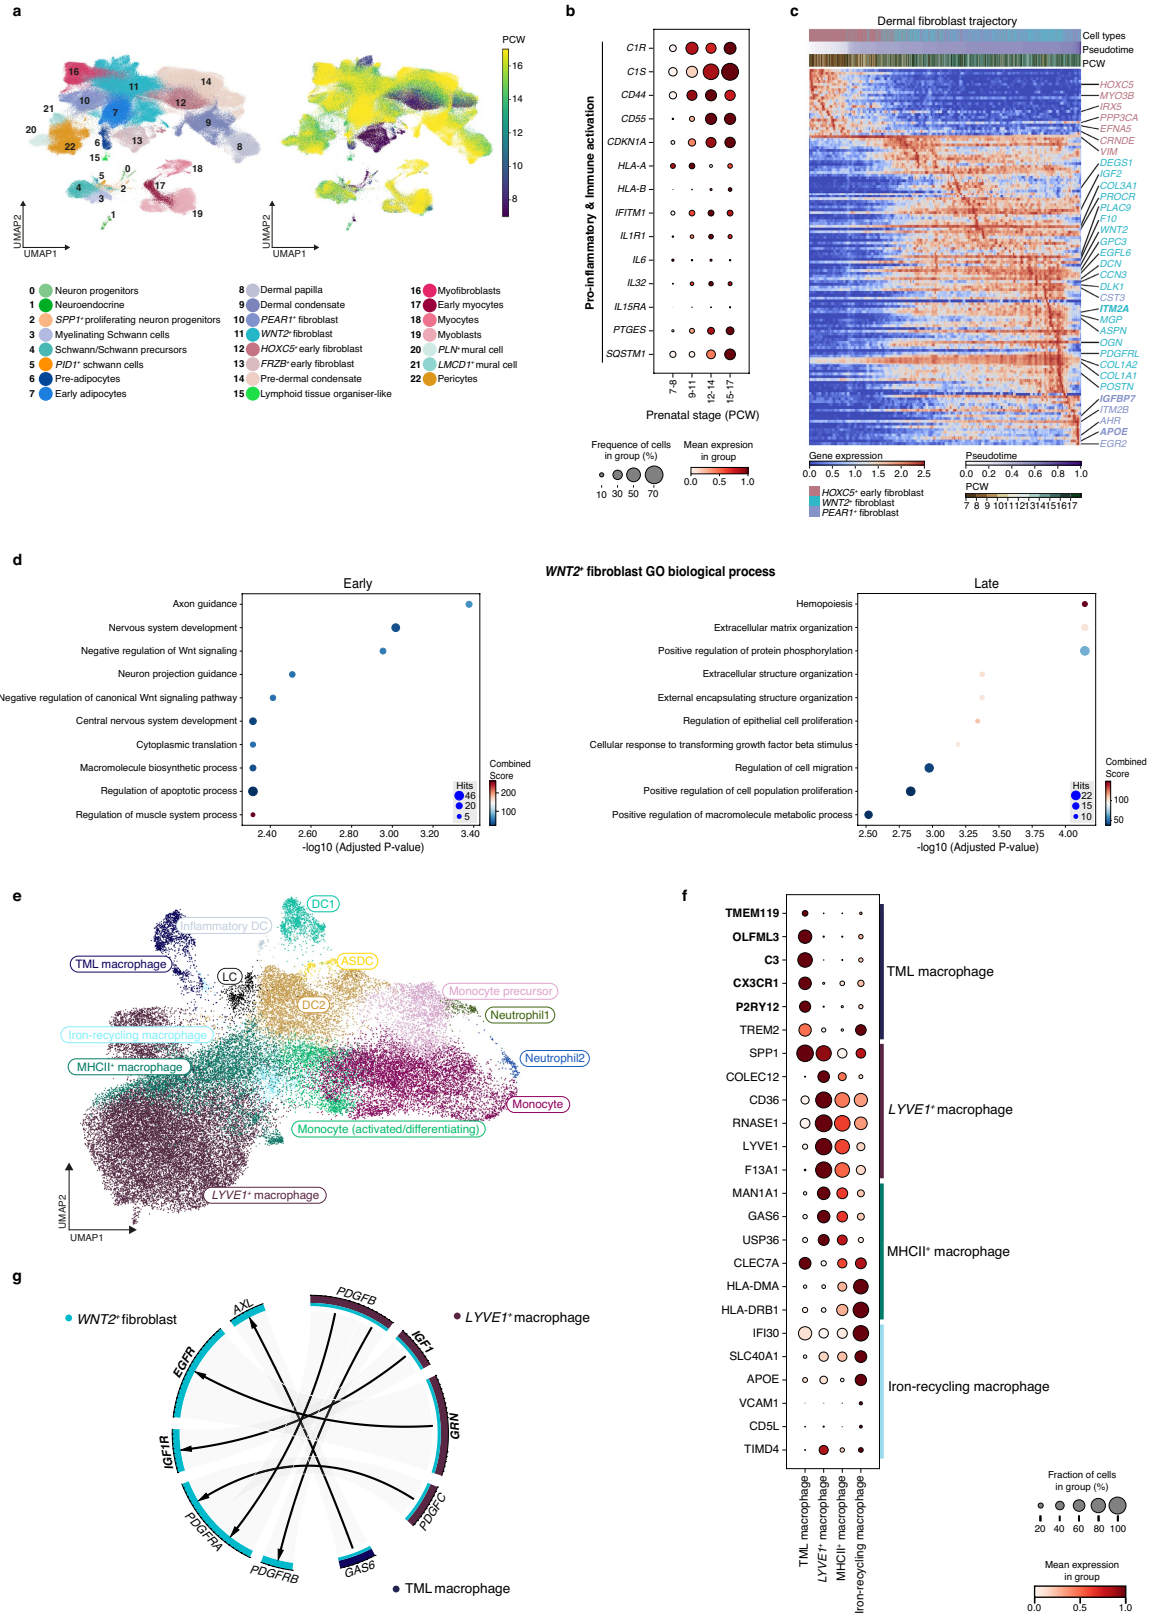 a
PCW
16
14
12
10
8
16
11
14
10
12
21
7
20
22
6
13
9
8
15
0
18
5
4
2
17
3
19
1
UMAP2
UMAP1
UMAP2
UMAP1
0 Neuron progenitors
1 Neuroendocrine
2 SPP1+ proliferating neuron progenitors
3 Myelinating Schwann cells
4 Schwann/Schwann precursors
5 PID1+ schwann cells
6 Pre-adipocytes
7 Early adipocytes
8 Dermal papilla
9 Dermal condensate
10 PEAR1+ fibroblast
11 WNT2+ fibroblast
12 HOXC5+ early fibroblast
13 FRZB+ early fibroblast
14 Pre-dermal condensate
15 Lymphoid tissue organiser-like
16 Myofibroblasts
17 Early myocytes
18 Myocytes
19 Myoblasts
20 PLN+ mural cell
21 LMCD1+ mural cell
22 Pericytes
b
Pro-inflammatory & Immune activation
C1R
C1S
CD44
CD55
CDKN1A
HLA-A
HLA-B
IFITM1
IL1R1
IL6
IL32
IL15RA
PTGES
SQSTM1
7-8
9-11
12-14
15-17
Prenatal stage (PCW)
Frequence of cells
in group (%)
10 30 50 70
Mean expresion
in group
0.0 0.5 1.0
c
Dermal fibroblast trajectory
Cell types
Pseudotime
PCW
HOXC5
MYO3B
IRX5
PPP3CA
EFNA5
CRNDE
VIM
DEGS1
IGF2
COL3A1
PROCR
PLAC9
F10
WNT2
GPC3
EGFL6
DCN
CCN3
DLK1
CST3
ITM2A
MGP
ASPN
OGN
PDGFRL
COL1A2
COL1A1
POSTN
IGFBP7
ITM2B
AHR
APOE
EGR2
Gene expression
0.0 0.5 1.0 1.5 2.0 2.5
Pseudotime
0.0 0.2 0.4 0.6 0.8 1.0
PCW
7 8 9 1011121314151617
HOXC5+ early fibroblast
WNT2+ fibroblast
PEAR1+ fibroblast
d
WNT2+ fibroblast GO biological process
Early
Axon guidance
Nervous system development
Negative regulation of Wnt signaling
Neuron projection guidance
Negative regulation of canonical Wnt signaling pathway
Central nervous system development
Cytoplasmic translation
Macromolecule biosynthetic process
Regulation of apoptotic process
Regulation of muscle system process
2.40 2.60 2.80 3.00 3.20 3.40
-log10 (Adjusted P-value)
Hits
46
20
5
Combined
Score
200
100
Late
Hemopoiesis
Extracellular matrix organization
Positive regulation of protein phosphorylation
Extracellular structure organization
External encapsulating structure organization
Regulation of epithelial cell proliferation
Cellular response to transforming growth factor beta stimulus
Regulation of cell migration
Positive regulation of cell population proliferation
Positive regulation of macromolecule metabolic process
2.50 2.75 3.00 3.25 3.50 3.75 4.00
-log10 (Adjusted P-value)
Hits
22
15
10
Combined
Score
100
50
e
DC1
Inflammatory DC
TML macrophage
LC
ASDC
DC2
Monocyte precursor
Neutrophil1
Iron-recycling macrophage
MHCII+ macrophage
Neutrophil2
Monocyte
Monocyte (activated/differentiating)
LYVE1+ macrophage
UMAP2
UMAP1
f
TMEM119
OLFML3
C3
CX3CR1
P2RY12
TREM2
SPP1
COLEC12
CD36
RNASE1
LYVE1
F13A1
MAN1A1
GAS6
USP36
CLEC7A
HLA-DMA
HLA-DRB1
IFI30
SLC40A1
APOE
VCAM1
CD5L
TIMD4
TML macrophage
LYVE1+ macrophage
MHCII+ macrophage
Iron-recycling macrophage
TML macrophage
LYVE1+ macrophage
MHCII+ macrophage
Iron-recycling macrophage
Fraction of cells
in group (%)
20 40 60 80 100
Mean expression
in group
0.0 0.5 1.0
g
WNT2+ fibroblast
LYVE1+ macrophage
TML macrophage
AXL
PDGFB
IGF1
GRN
PDGFC
GAS6
PDGFRB
PDGFRA
IGF1R
EGFR